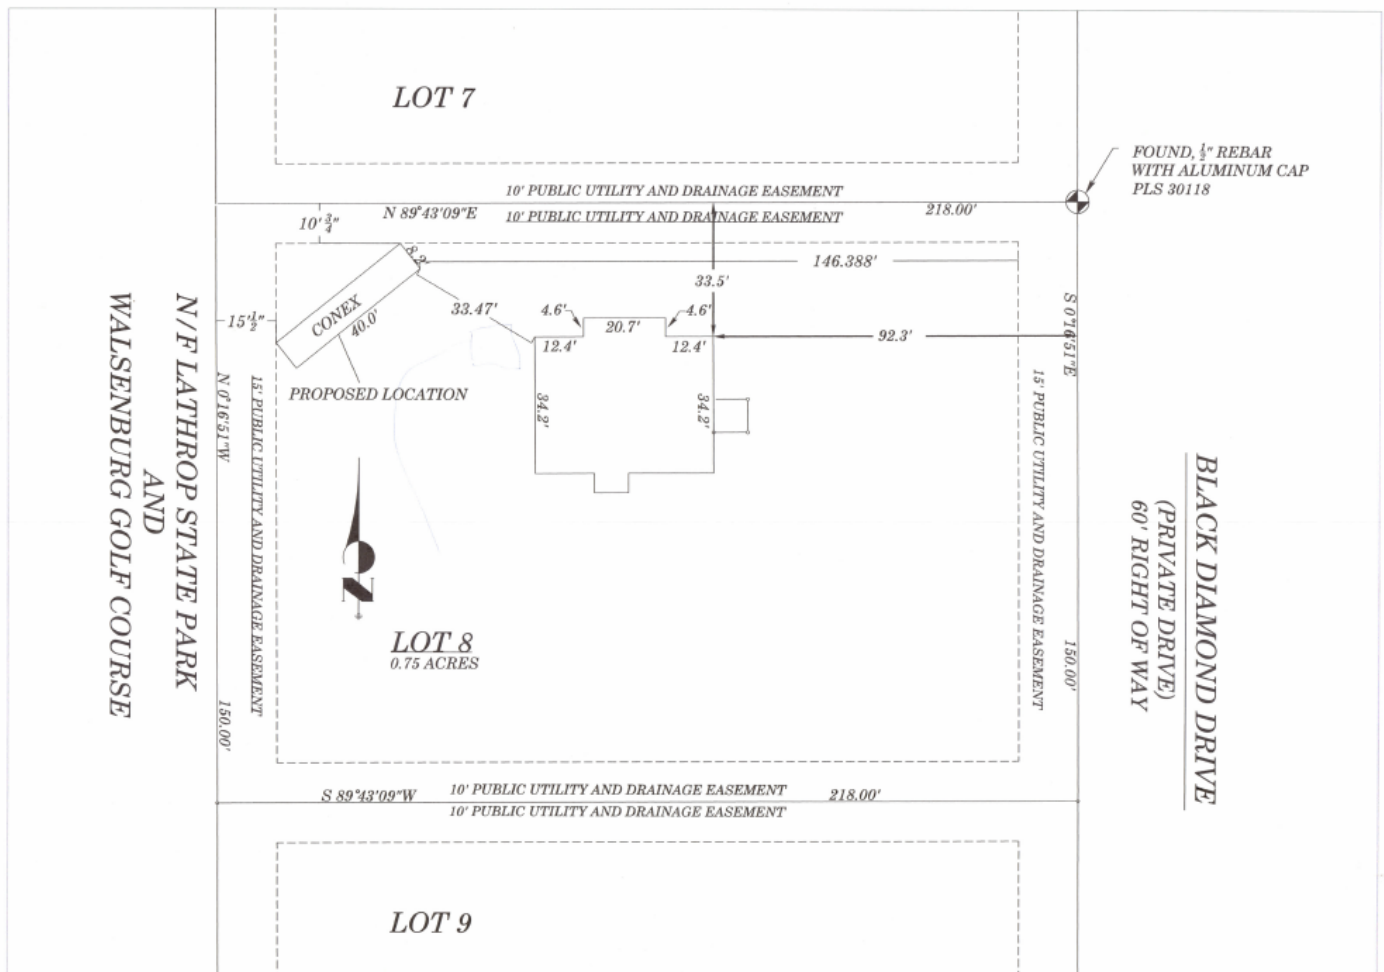 LOT 7
FOUND, ½" REBAR
WITH ALUMINUM CAP
PLS 30118
10' PUBLIC UTILITY AND DRAINAGE EASEMENT
N 89°43'09"E
10' PUBLIC UTILITY AND DRAINAGE EASEMENT
218.00'
10' ¾"
8.2'
146.388'
33.5'
CONEX
40.0'
33.47'
4.6'
4.6'
20.7'
12.4'
12.4'
92.3'
15'½"
PROPOSED LOCATION
34.2'
34.2'
S 0°16'51"E
N 0°16'51"W
15' PUBLIC UTILITY AND DRAINAGE EASEMENT
15' PUBLIC UTILITY AND DRAINAGE EASEMENT
N/F LATHROP STATE PARK
AND
WALSENBURG GOLF COURSE
BLACK DIAMOND DRIVE
(PRIVATE DRIVE)
60' RIGHT OF WAY
N
LOT 8
0.75 ACRES
150.00'
150.00'
10' PUBLIC UTILITY AND DRAINAGE EASEMENT
S 89°43'09"W
218.00'
10' PUBLIC UTILITY AND DRAINAGE EASEMENT
LOT 9